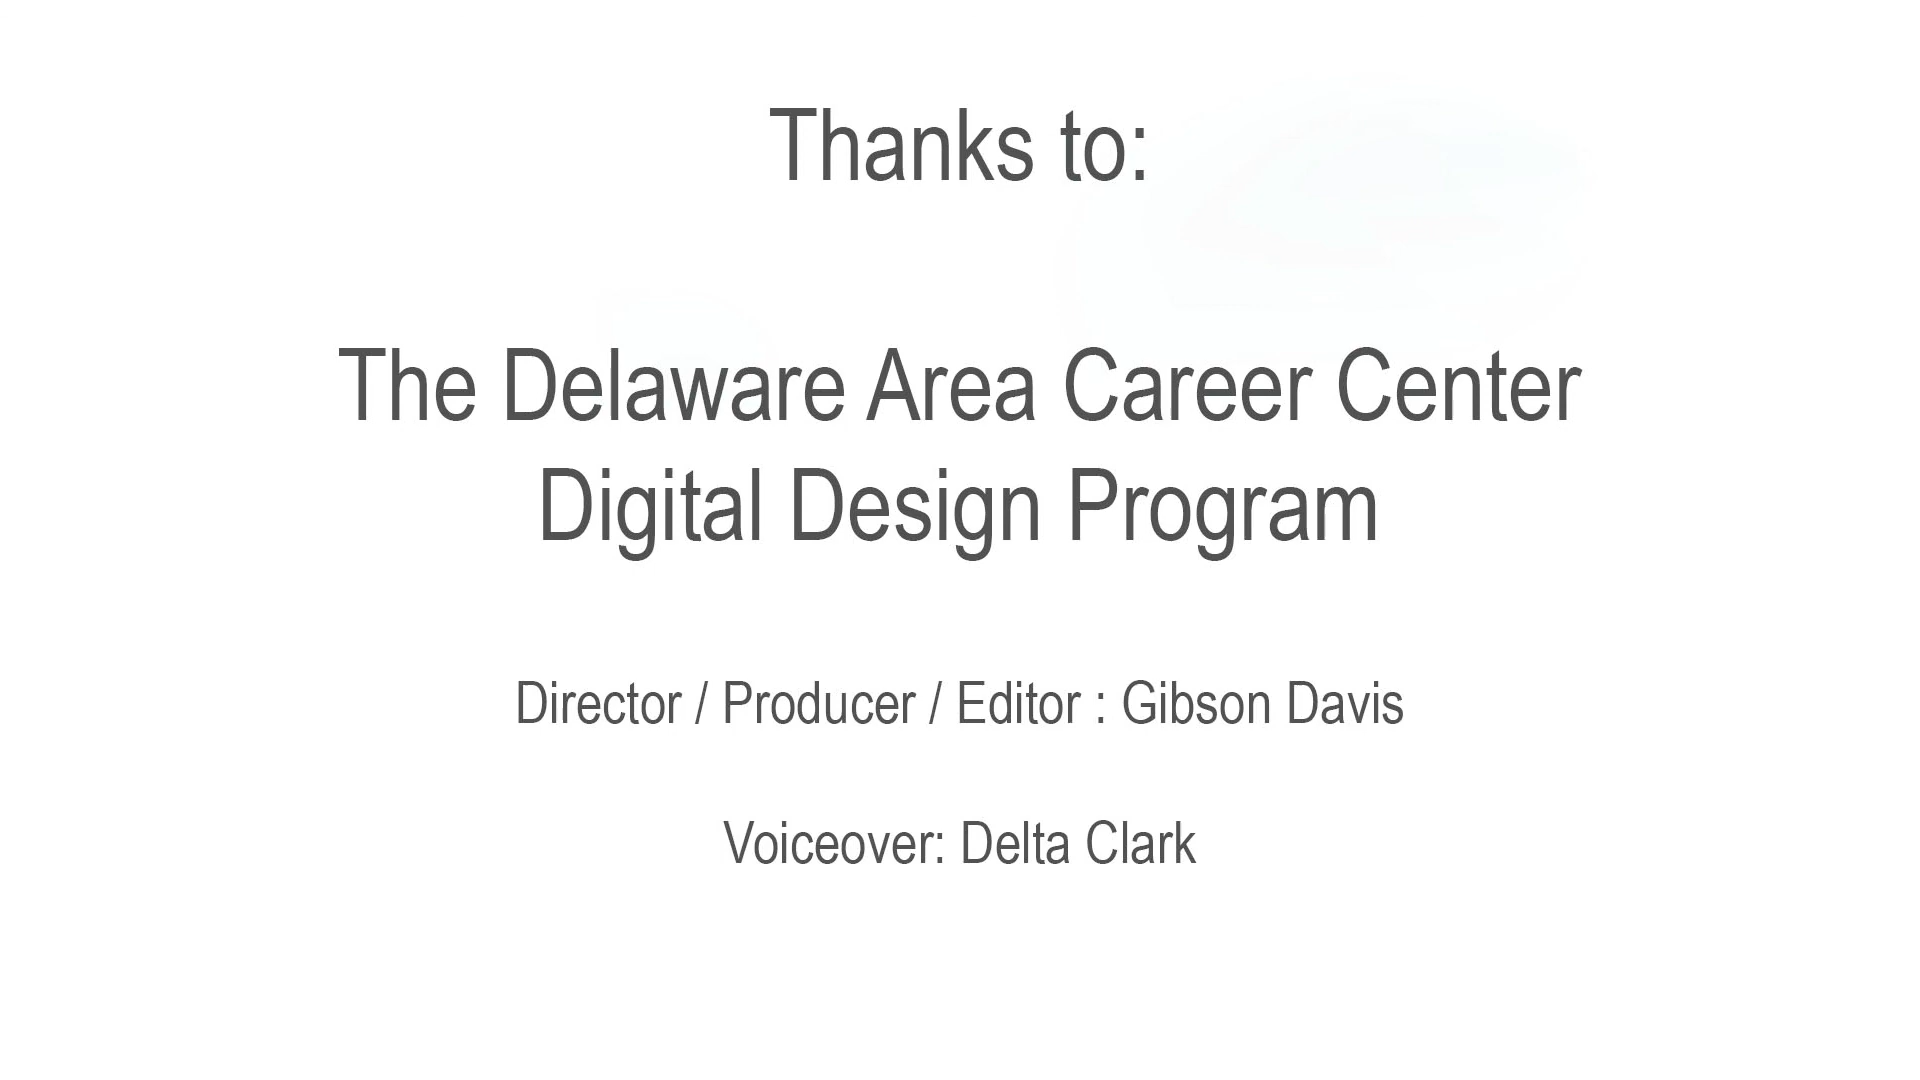 Thanks to:
The Delaware Area Career Center
Digital Design Program
Director / Producer / Editor : Gibson Davis
Voiceover: Delta Clark